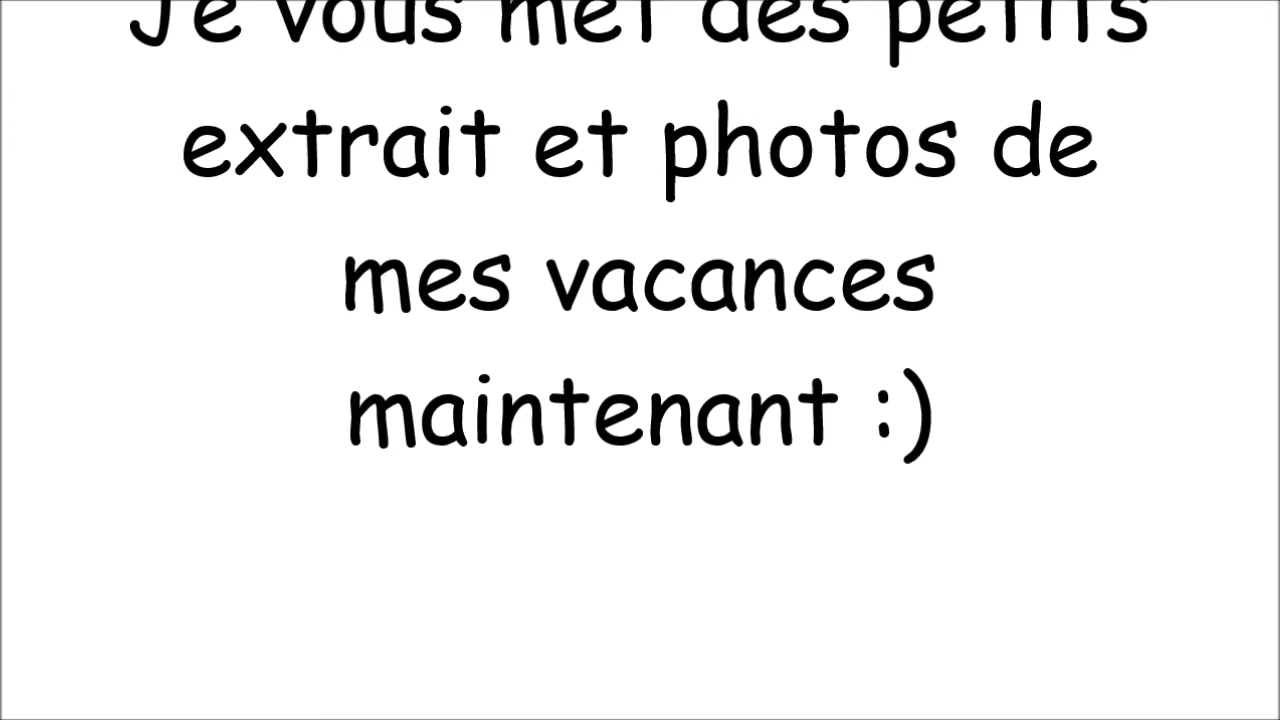 Je vous met des petits
extrait et photos de
mes vacances
maintenant :)